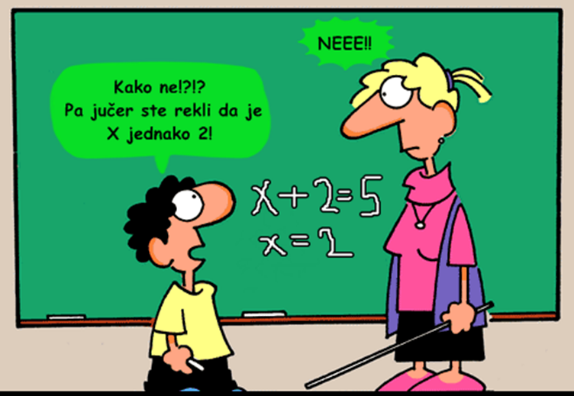 NEEE!!
Kako ne!?!?
Pa jučer ste rekli da je
X jednako 2!
x+2=5
x=2